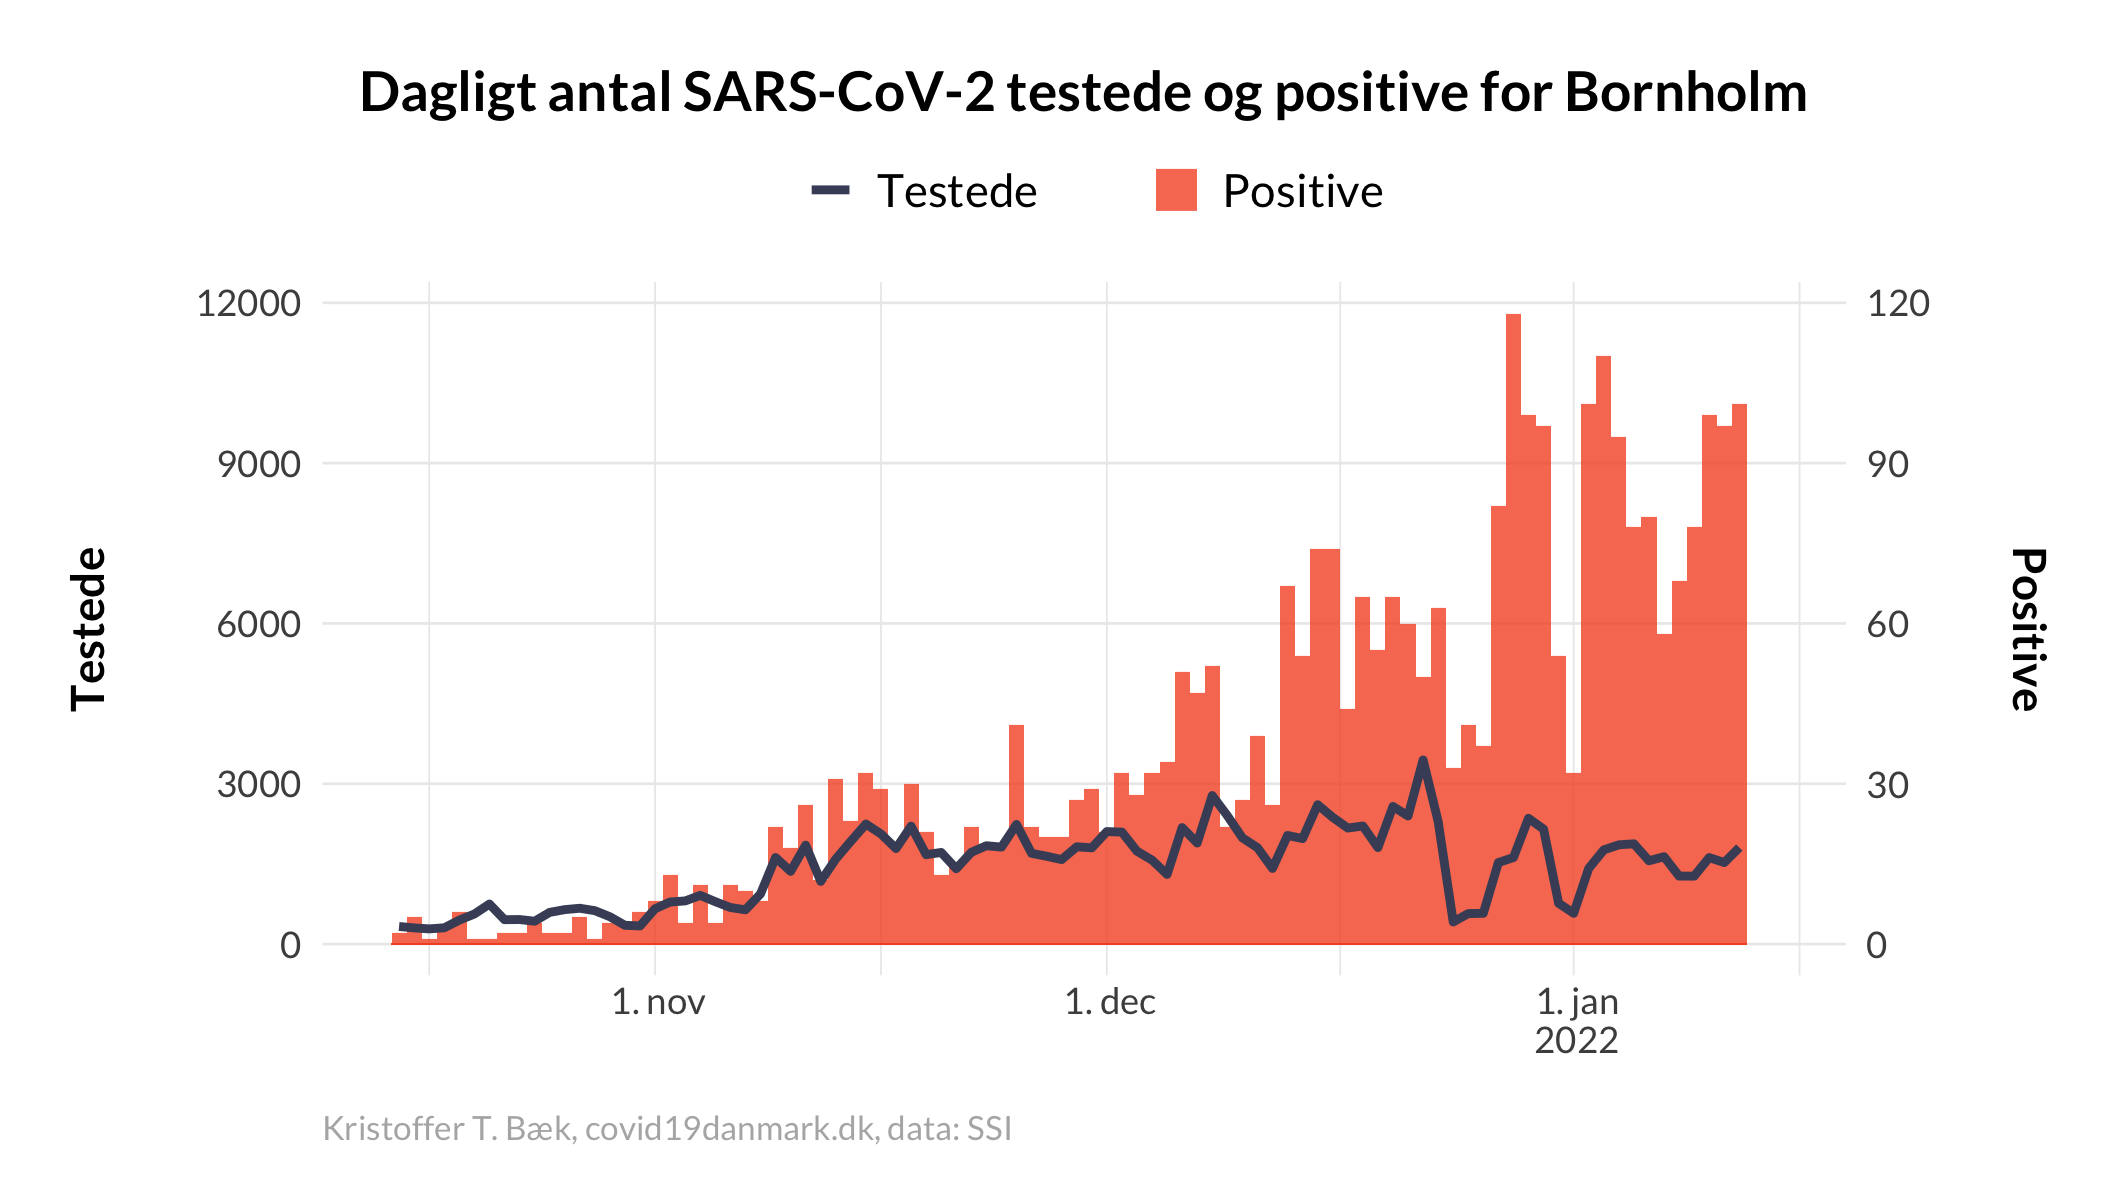 Dagligt antal SARS-CoV-2 testede og positive for Bornholm
Testede
Positive
12000
9000
6000
3000
0
120
90
60
30
0
Testede
Positive
1. nov
1. dec
1. jan
2022
Kristoffer T. Bæk, covid19danmark.dk, data: SSI